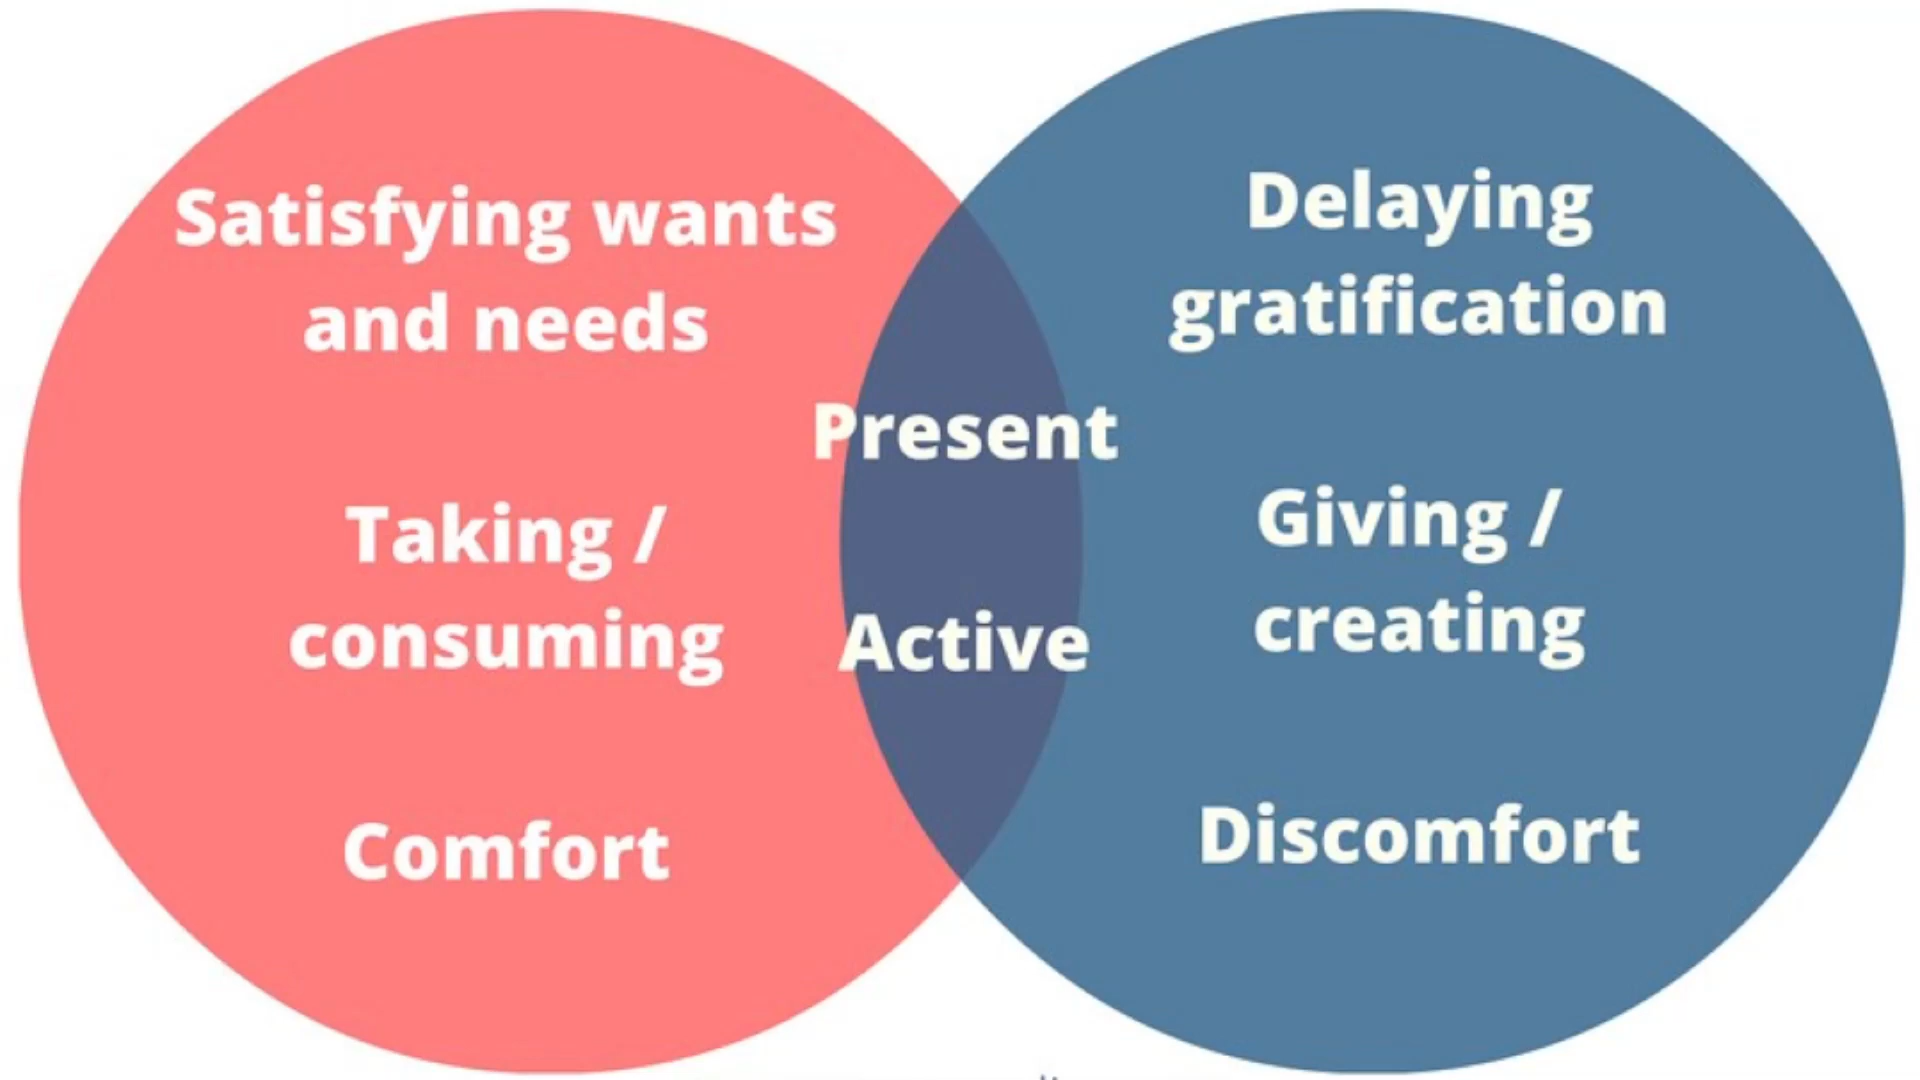 Satisfying wants
and needs
Taking /
consuming
Comfort
Present
Active
Delaying
gratification
Giving /
creating
Discomfort